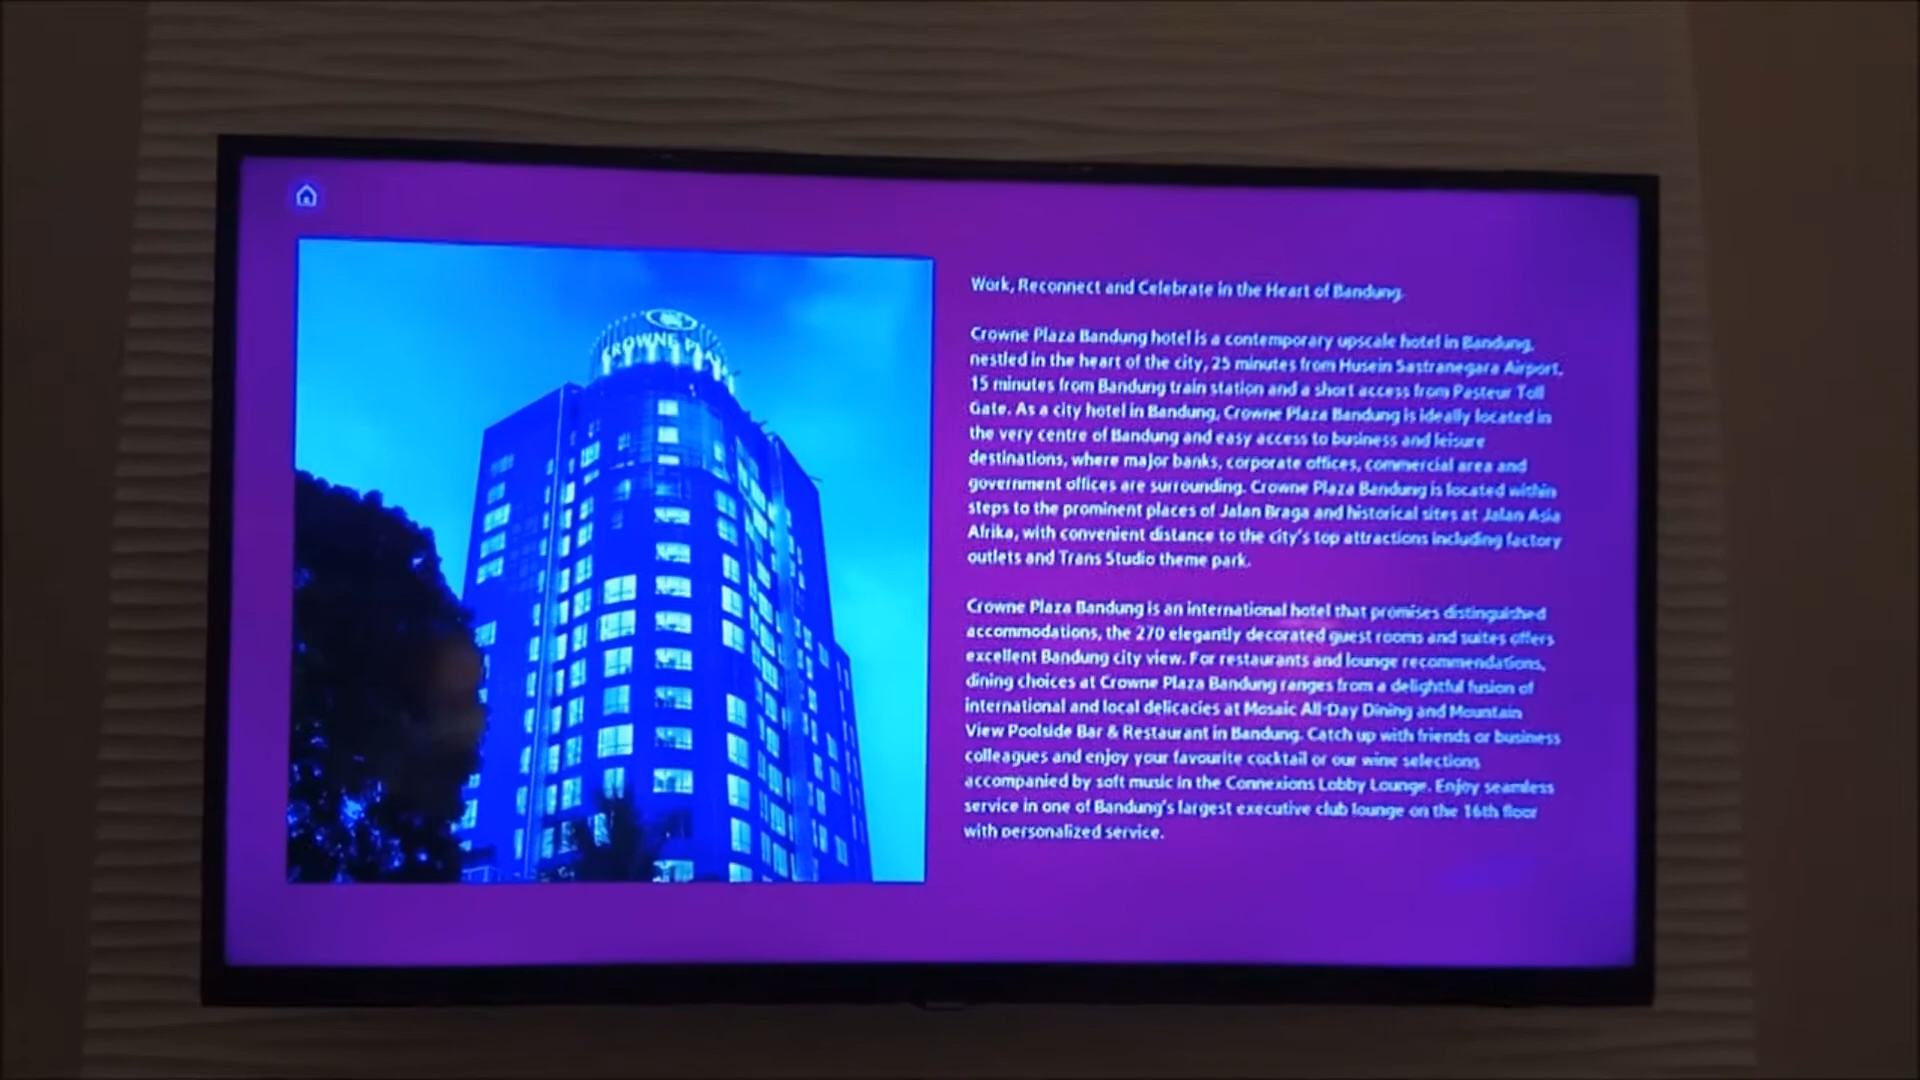 CROWNE PLAZA
Work, Reconnect and Celebrate in the Heart of Bandung.
Crowne Plaza Bandung hotel is a contemporary upscale hotel in Bandung,
nestled in the heart of the city, 25 minutes from Husein Sastranegara Airport,
15 minutes from Bandung train station and a short access from Pasteur Toll
Gate. As a city hotel in Bandung, Crowne Plaza Bandung is ideally located in
the very centre of Bandung and easy access to business and leisure
destinations, where major banks, corporate offices, commercial area and
government offices are surrounding. Crowne Plaza Bandung is located within
steps to the prominent places of Jalan Braga and historical sites at Jalan Asia
Afrika, with convenient distance to the city's top attractions including factory
outlets and Trans Studio theme park.
Crowne Plaza Bandung is an international hotel that promises distinguished
accommodations, the 270 elegantly decorated guest rooms and suites offers
excellent Bandung city view. For restaurants and lounge recommendations,
dining choices at Crowne Plaza Bandung ranges from a delightful fusion of
international and local delicacies at Mosaic All-Day Dining and Mountain
View Poolside Bar & Restaurant in Bandung. Catch up with friends or business
colleagues and enjoy your favourite cocktail or our wine selections
accompanied by soft music in the Connexions Lobby Lounge. Enjoy seamless
service in one of Bandung's largest executive club lounge on the 16th floor
with personalized service.